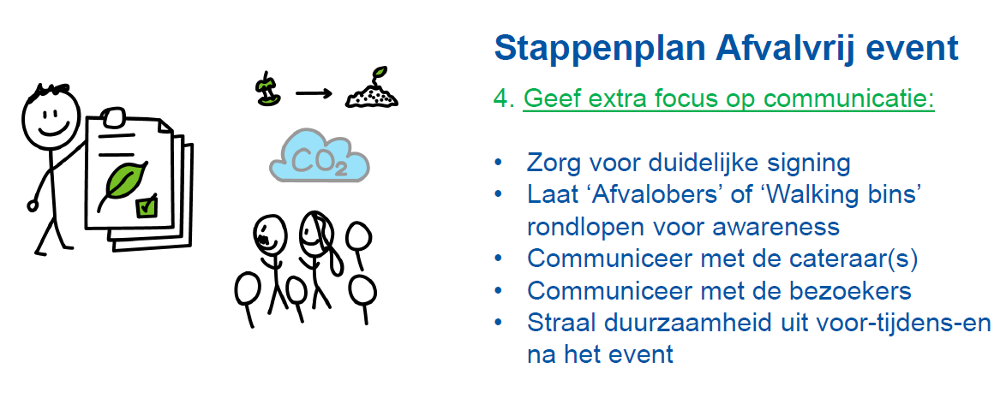 Stappenplan Afvalvrij event
4. Geef extra focus op communicatie:
• Zorg voor duidelijke signing
• Laat ‘Afvalobers’ of ‘Walking bins’
rondlopen voor awareness
• Communiceer met de cateraar(s)
• Communiceer met de bezoekers
• Straal duurzaamheid uit voor-tijdens-en
na het event
CO2